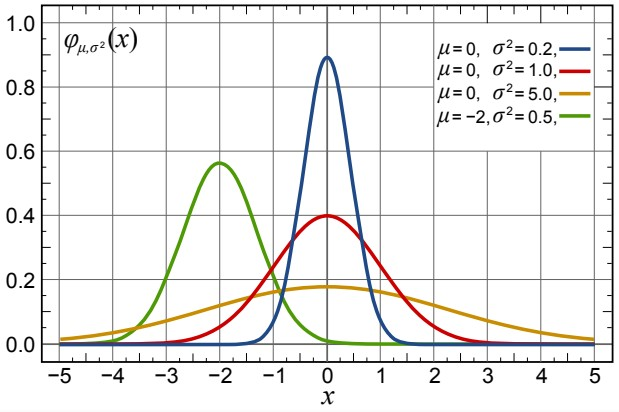 1.0
0.8
0.6
0.4
0.2
0.0
φμ,σ²(x)
μ=0, σ²=0.2,
μ=0, σ²=1.0,
μ=0, σ²=5.0,
μ=−2, σ²=0.5,
−5 −4 −3 −2 −1 0 1 2 3 4 5
x